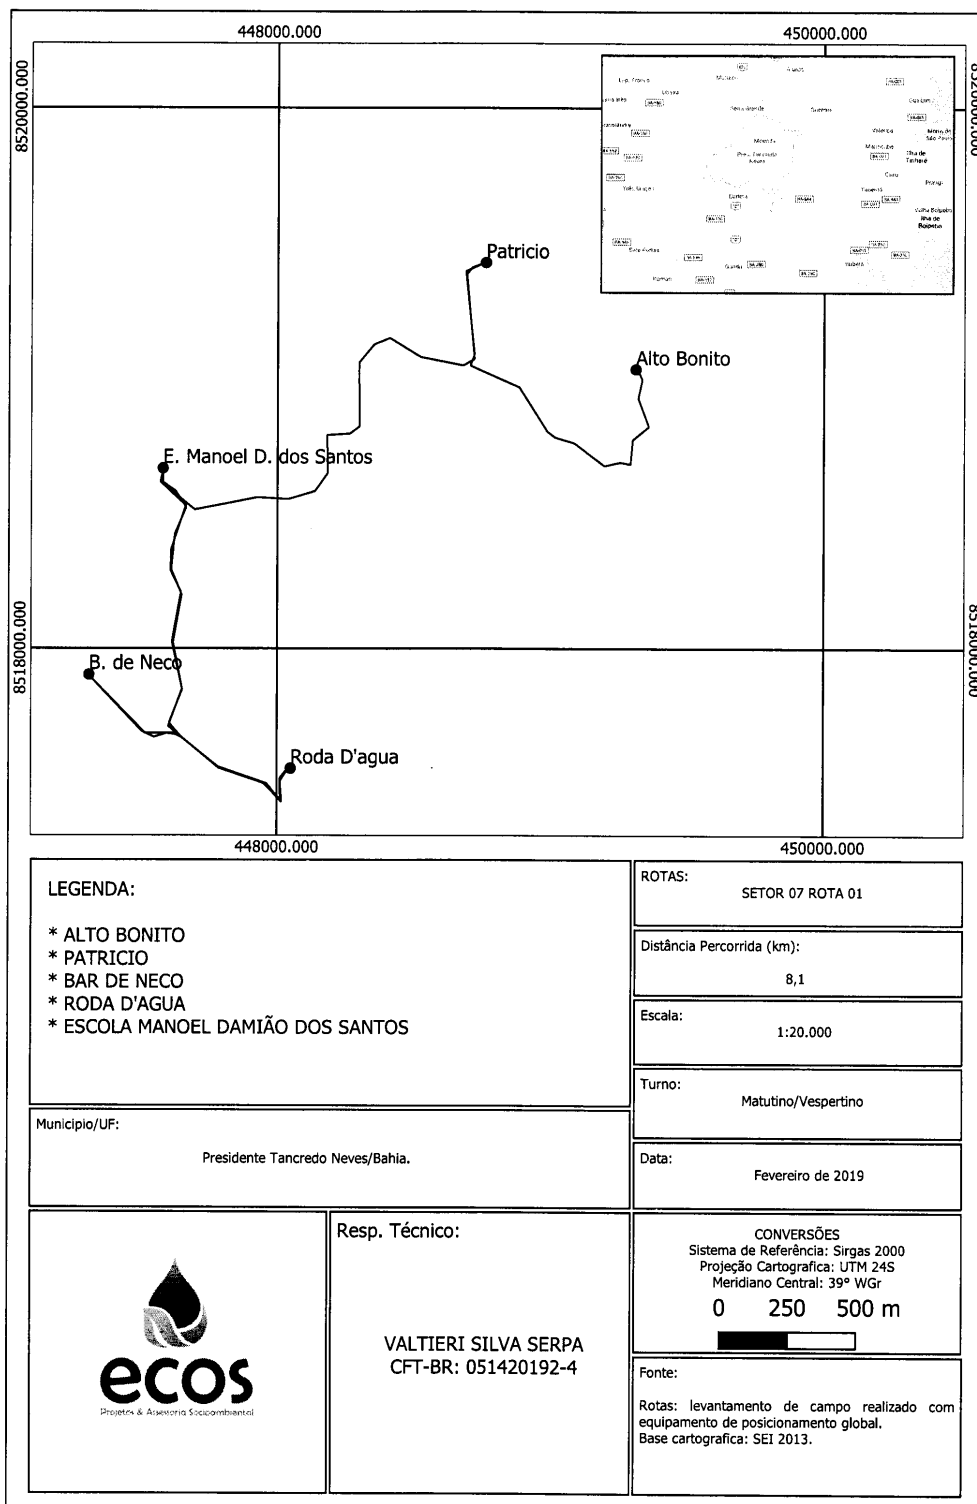 448000.000
450000.000
8520000.000
8520000.000
Patricio
Alto Bonito
E. Manoel D. dos Santos
8518000.000
8518000.000
B. de Neco
Roda D'agua
448000.000
450000.000
LEGENDA:
* ALTO BONITO
* PATRICIO
* BAR DE NECO
* RODA D'AGUA
* ESCOLA MANOEL DAMIÃO DOS SANTOS
ROTAS:
SETOR 07 ROTA 01
Distância Percorrida (km):
8,1
Escala:
1:20.000
Turno:
Matutino/Vespertino
Municipio/UF:
Presidente Tancredo Neves/Bahia.
Data:
Fevereiro de 2019
ecos
Projetos & Assessoria Socioambiental
Resp. Técnico:
VALTIERI SILVA SERPA
CFT-BR: 051420192-4
CONVERSÕES
Sistema de Referência: Sirgas 2000
Projeção Cartografica: UTM 24S
Meridiano Central: 39º WGr
0 250 500 m
Fonte:
Rotas: levantamento de campo realizado com
equipamento de posicionamento global.
Base cartografica: SEI 2013.